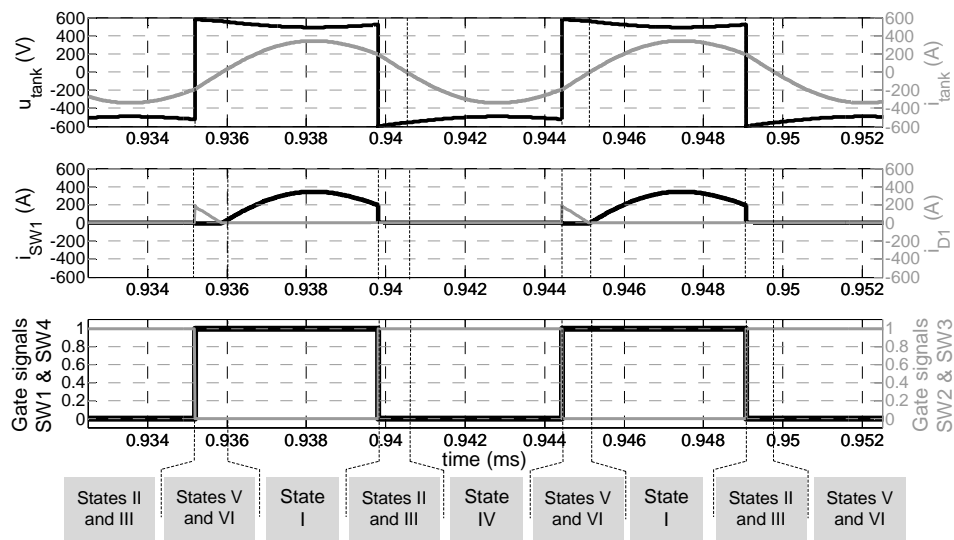 600 600
400 400
200 200
0 0
-200 -200
-400 -400
-600 -600
u_tank (V)
i_tank (A)
0.934 0.936 0.938 0.94 0.942 0.944 0.946 0.948 0.95 0.952
600 600
400 400
200 200
0 0
-200 -200
-400 -400
-600 -600
i_SW1 (A)
i_D1 (A)
0.934 0.936 0.938 0.94 0.942 0.944 0.946 0.948 0.95 0.952
1 1
0.8 0.8
0.6 0.6
0.4 0.4
0.2 0.2
0 0
Gate signals
SW1 & SW4
Gate signals
SW2 & SW3
0.934 0.936 0.938 0.94 0.942 0.944 0.946 0.948 0.95 0.952
time (ms)
States II
and III
States V
and VI
State
I
States II
and III
State
IV
States V
and VI
State
I
States II
and III
States V
and VI